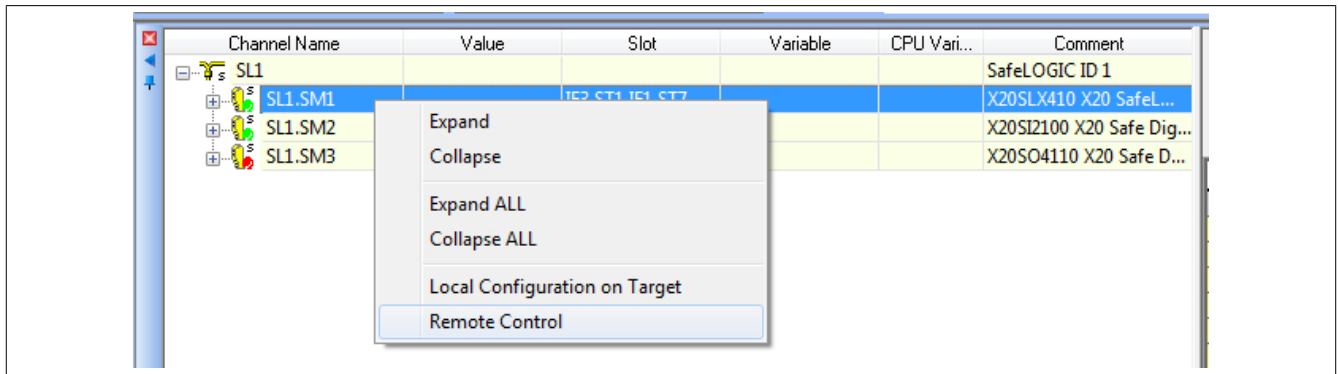 Channel Name Value Slot Variable CPU Vari... Comment
SL1 SafeLOGIC ID 1
SL1.SM1 X20SLX410 X20 SafeL...
SL1.SM2 X20SI2100 X20 Safe Dig...
SL1.SM3 X20SO4110 X20 Safe D...
Expand
Collapse
Expand ALL
Collapse ALL
Local Configuration on Target
Remote Control